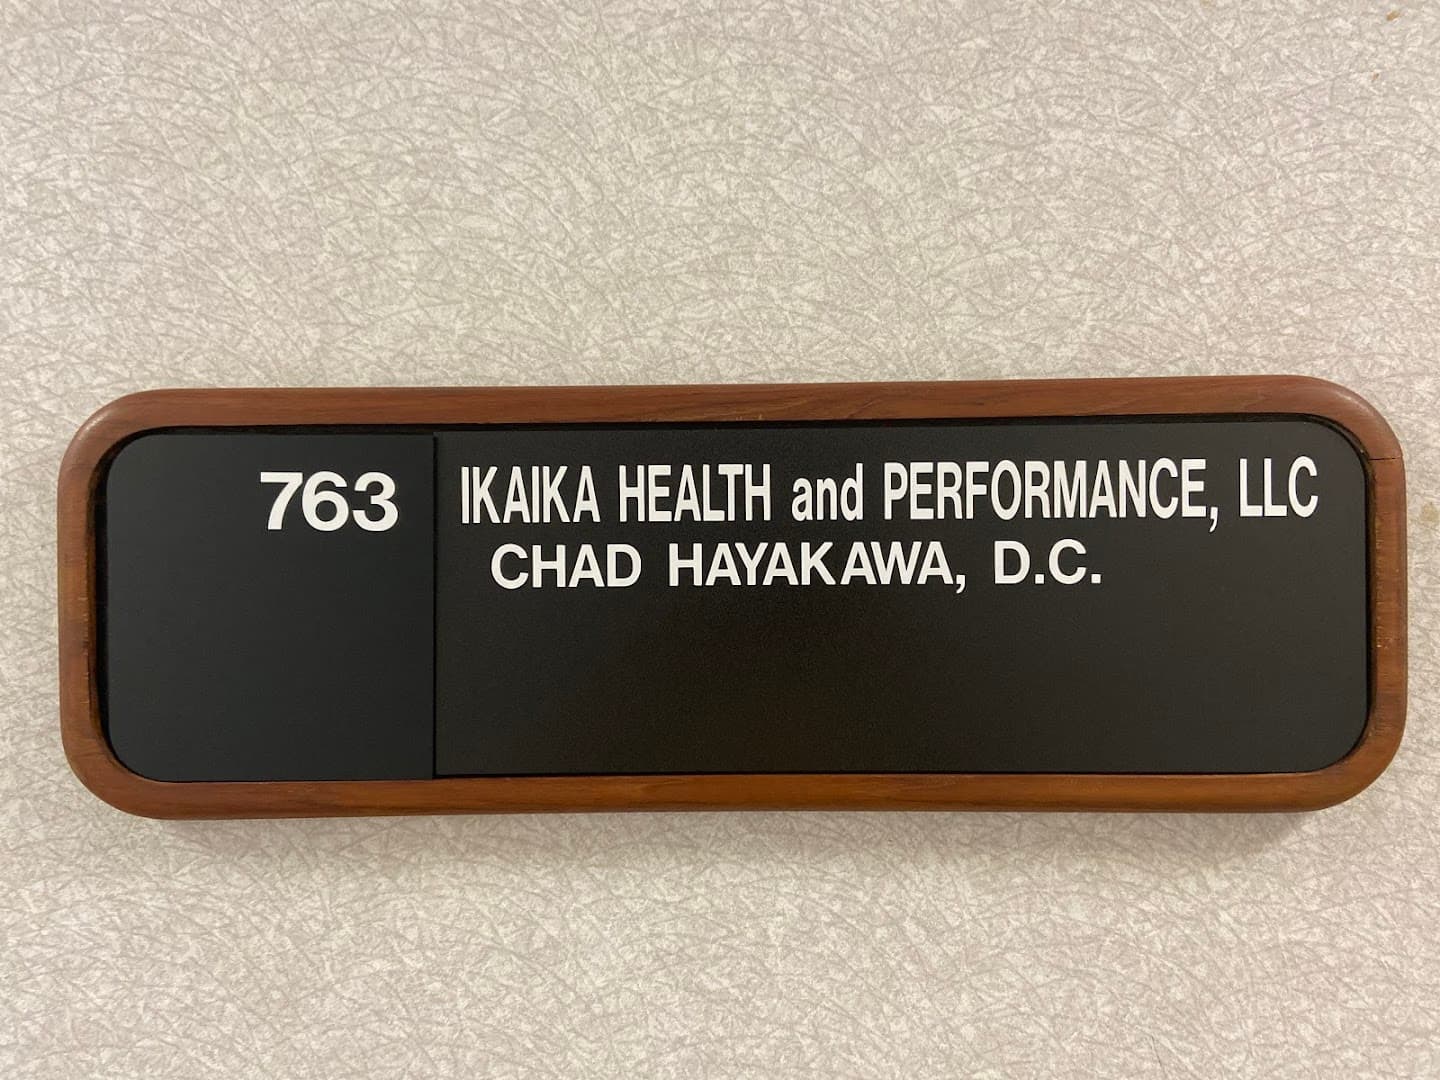 763 IKAIKA HEALTH and PERFORMANCE, LLC
CHAD HAYAKAWA, D.C.